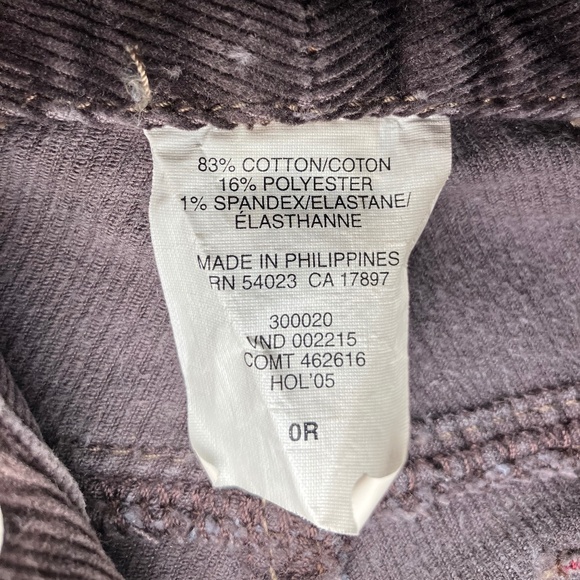 83% COTTON/COTON
16% POLYESTER
1% SPANDEX/ELASTANE/
ÉLASTHANNE
MADE IN PHILIPPINES
RN 54023 CA 17897
300020
VND 002215
COMT 462616
HOL'05
0R